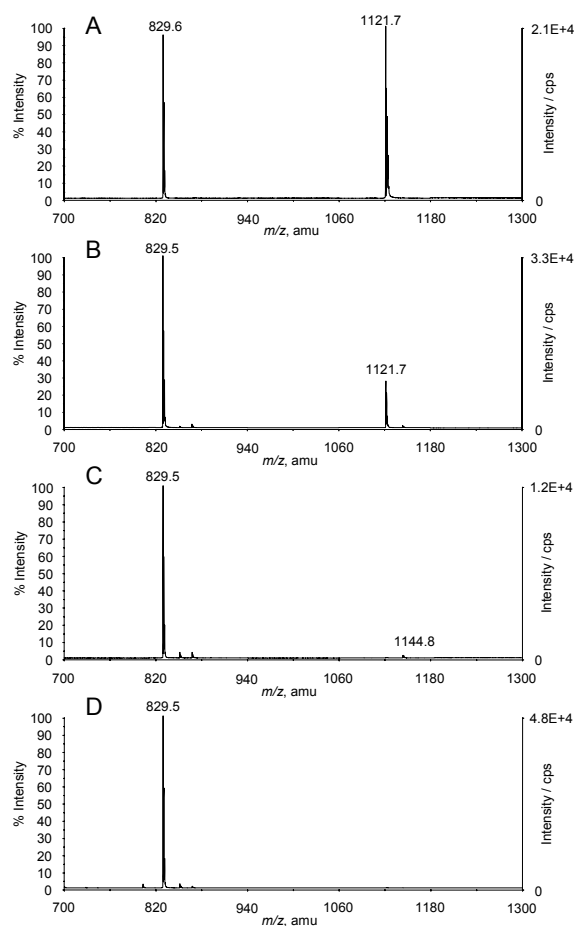 A
829.6
1121.7
100
90
80
70
60
50
40
30
20
10
0
% Intensity
2.1E+4
0
Intensity / cps
700 820 940 1060 1180 1300
m/z, amu
B
829.5
1121.7
100
90
80
70
60
50
40
30
20
10
0
% Intensity
3.3E+4
0
Intensity / cps
700 820 940 1060 1180 1300
m/z, amu
C
829.5
1144.8
100
90
80
70
60
50
40
30
20
10
0
% Intensity
1.2E+4
0
Intensity / cps
700 820 940 1060 1180 1300
m/z, amu
D
829.5
100
90
80
70
60
50
40
30
20
10
0
% Intensity
4.8E+4
0
Intensity / cps
700 820 940 1060 1180 1300
m/z, amu